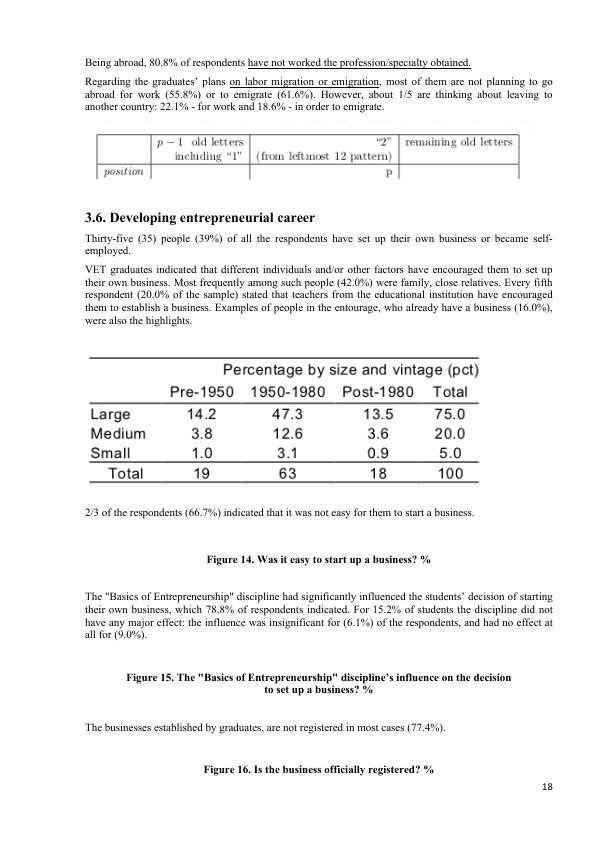 Being abroad, 80.8% of respondents have not worked the profession/specialty obtained.
Regarding the graduates’ plans on labor migration or emigration, most of them are not planning to go
abroad for work (55.8%) or to emigrate (61.6%). However, about 1/5 are thinking about leaving to
another country: 22.1% - for work and 18.6% - in order to emigrate.
p − 1 old letters “2” remaining old letters
including “1” (from leftmost 12 pattern)
position p
3.6. Developing entrepreneurial career
Thirty-five (35) people (39%) of all the respondents have set up their own business or became self-
employed.
VET graduates indicated that different individuals and/or other factors have encouraged them to set up
their own business. Most frequently among such people (42.0%) were family, close relatives. Every fifth
respondent (20.0% of the sample) stated that teachers from the educational institution have encouraged
them to establish a business. Examples of people in the entourage, who already have a business (16.0%),
were also the highlights.
Percentage by size and vintage (pct)
Pre-1950 1950-1980 Post-1980 Total
Large 14.2 47.3 13.5 75.0
Medium 3.8 12.6 3.6 20.0
Small 1.0 3.1 0.9 5.0
Total 19 63 18 100
2/3 of the respondents (66.7%) indicated that it was not easy for them to start a business.
Figure 14. Was it easy to start up a business? %
The "Basics of Entrepreneurship" discipline had significantly influenced the students’ decision of starting
their own business, which 78.8% of respondents indicated. For 15.2% of students the discipline did not
have any major effect: the influence was insignificant for (6.1%) of the respondents, and had no effect at
all for (9.0%).
Figure 15. The "Basics of Entrepreneurship" discipline’s influence on the decision
to set up a business? %
The businesses established by graduates, are not registered in most cases (77.4%).
Figure 16. Is the business officially registered? %
18